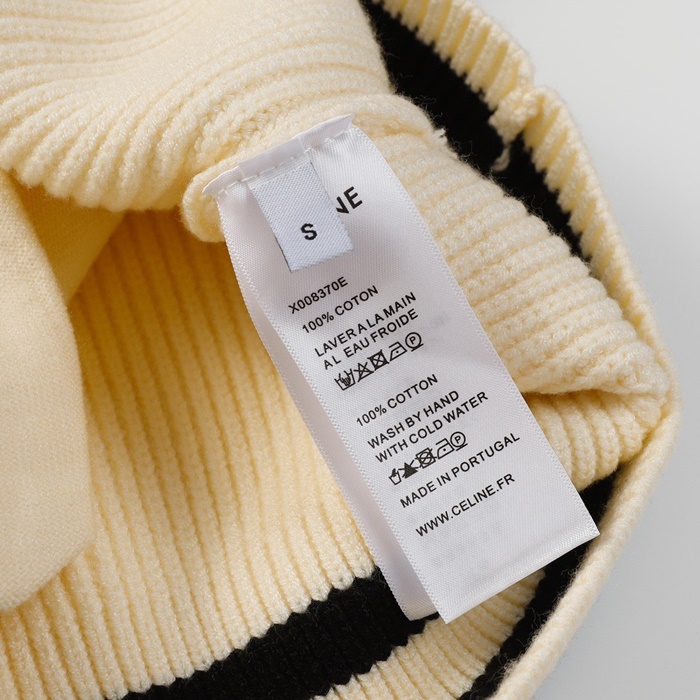 NE
S
X008370E
100% COTON
LAVER A LA MAIN
A L EAU FROIDE
100% COTTON
WASH BY HAND
WITH COLD WATER
MADE IN PORTUGAL
WWW.CELINE.FR